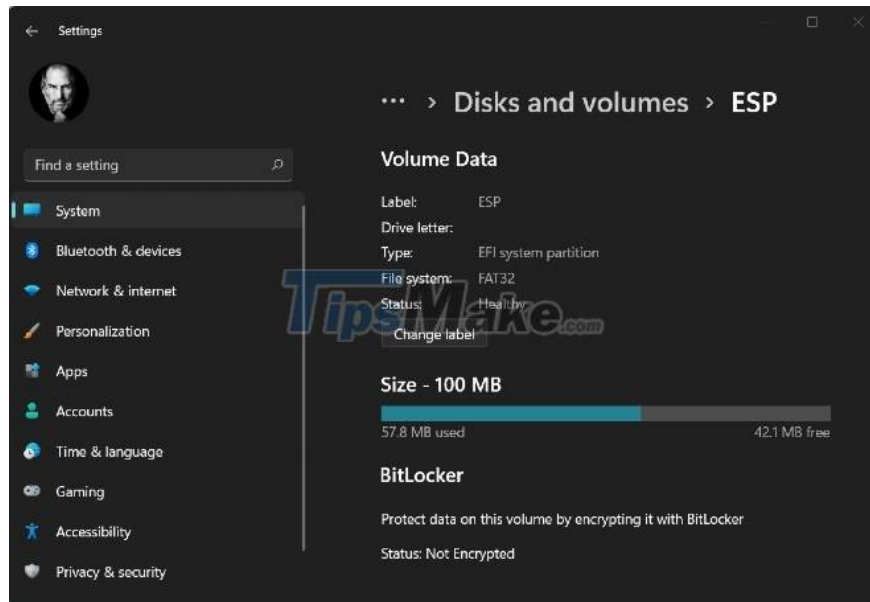 Settings
Disks and volumes > ESP
Find a setting
System
Bluetooth & devices
Network & internet
Personalization
Apps
Accounts
Time & language
Gaming
Accessibility
Privacy & security
Volume Data
Label: ESP
Drive letter:
Type: EFI system partition
File system: FAT32
Status: Healthy
Change label
TipsMake.com
Size - 100 MB
57.8 MB used 42.1 MB free
BitLocker
Protect data on this volume by encrypting it with BitLocker
Status: Not Encrypted